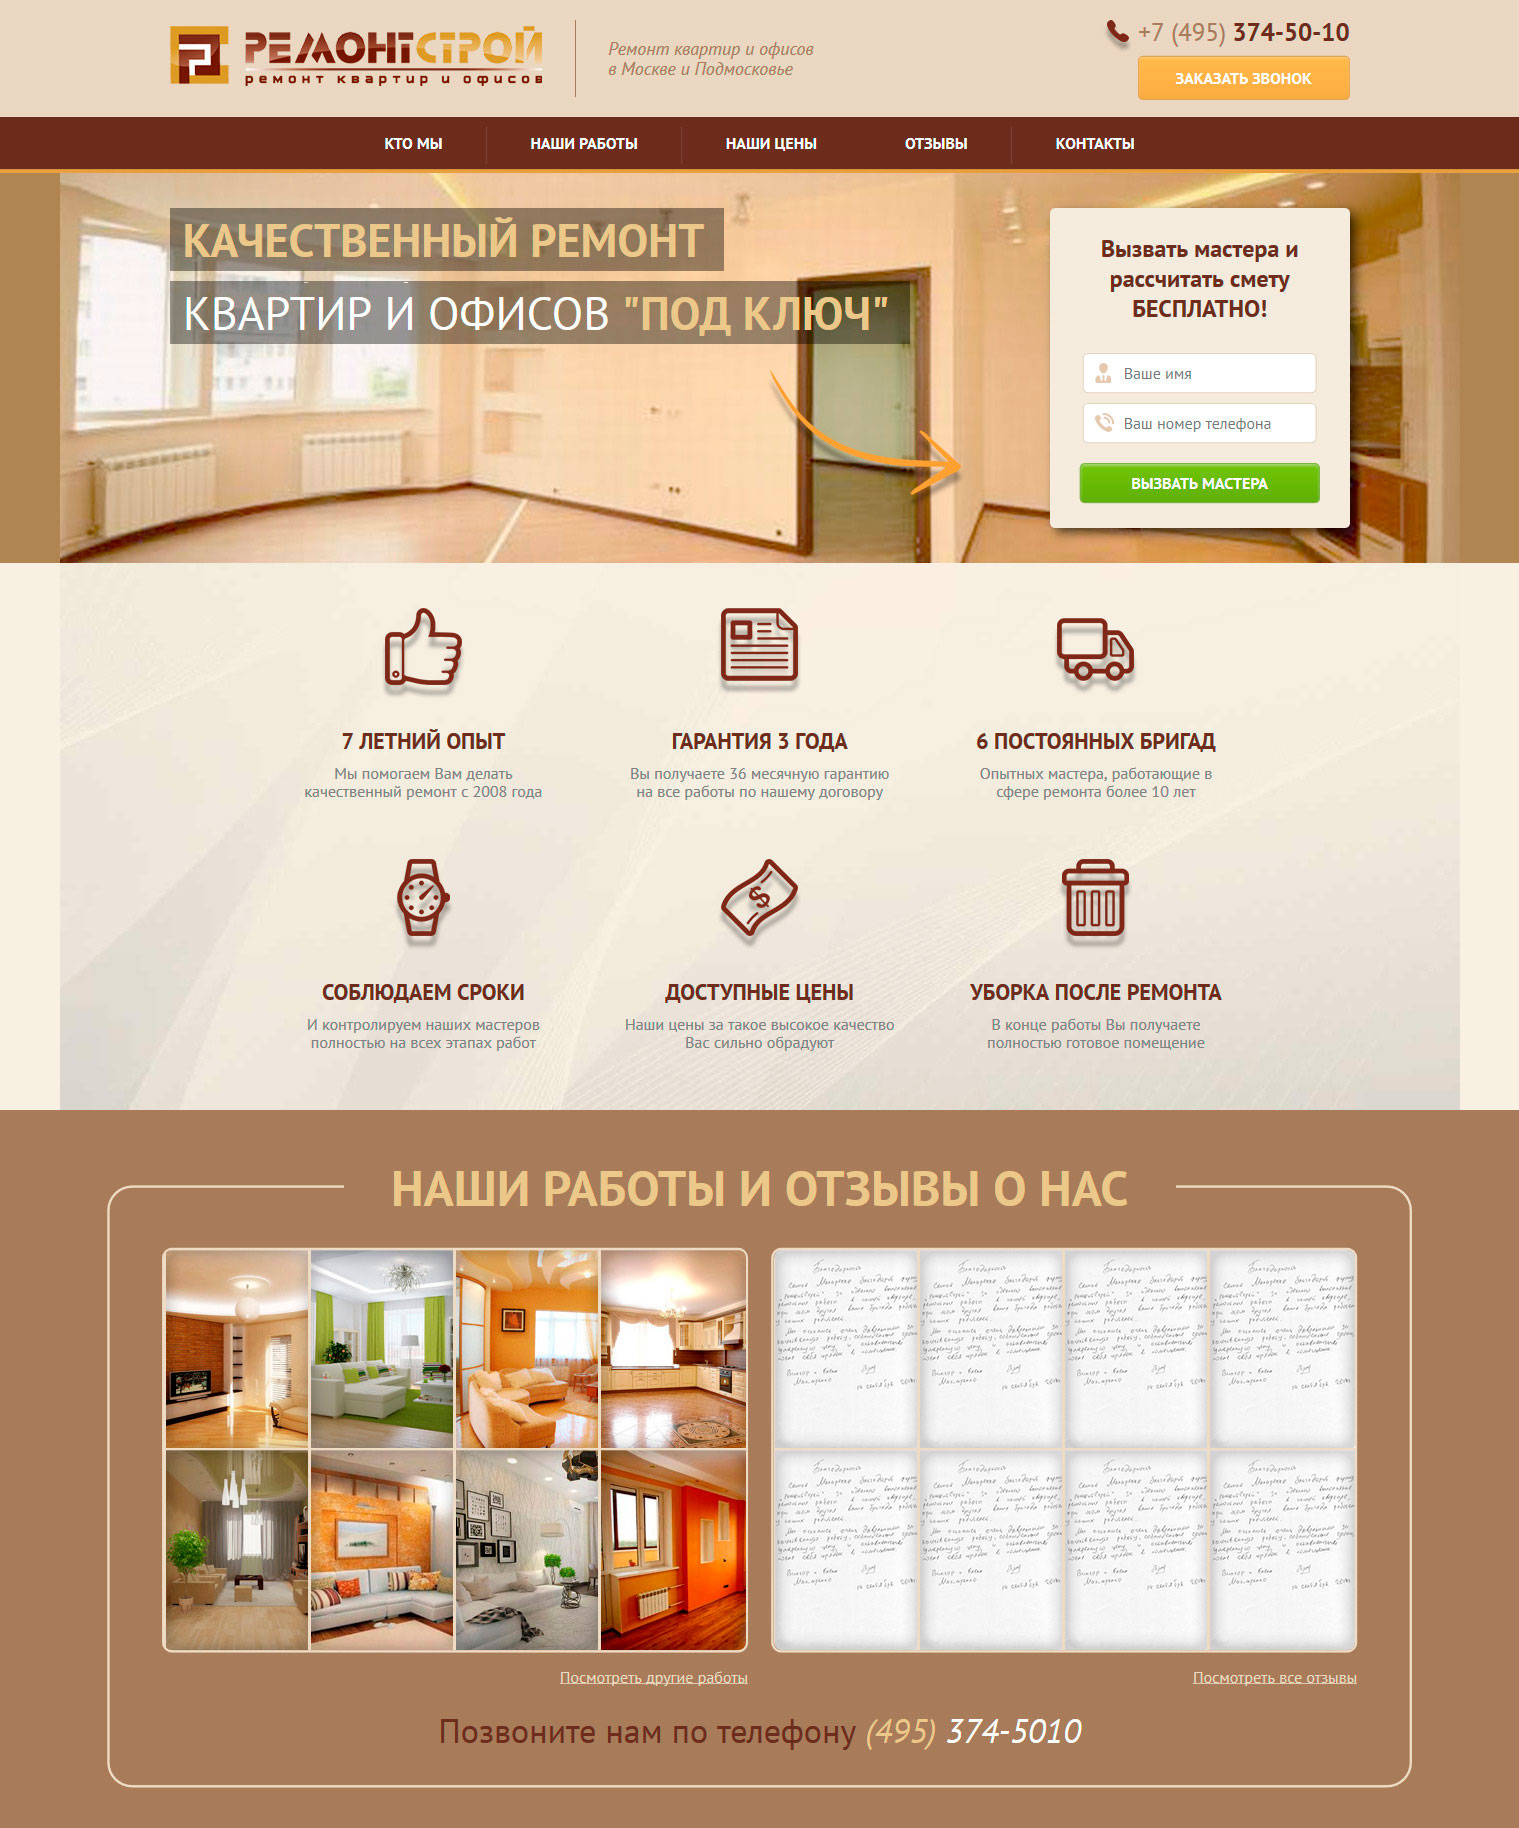 РЕМОНТСТРОЙ
ремонт квартир и офисов
Ремонт квартир и офисов
в Москве и Подмосковье
+7 (495) 374-50-10
ЗАКАЗАТЬ ЗВОНОК
КТО МЫ
НАШИ РАБОТЫ
НАШИ ЦЕНЫ
ОТЗЫВЫ
КОНТАКТЫ
КАЧЕСТВЕННЫЙ РЕМОНТ
КВАРТИР И ОФИСОВ "ПОД КЛЮЧ"
Вызвать мастера и
рассчитать смету
БЕСПЛАТНО!
Ваше имя
Ваш номер телефона
ВЫЗВАТЬ МАСТЕРА
7 ЛЕТНИЙ ОПЫТ
Мы помогаем Вам делать
качественный ремонт с 2008 года
ГАРАНТИЯ 3 ГОДА
Вы получаете 36 месячную гарантию
на все работы по нашему договору
6 ПОСТОЯННЫХ БРИГАД
Опытных мастера, работающие в
сфере ремонта более 10 лет
СОБЛЮДАЕМ СРОКИ
И контролируем наших мастеров
полностью на всех этапах работ
$
ДОСТУПНЫЕ ЦЕНЫ
Наши цены за такое высокое качество
Вас сильно обрадуют
УБОРКА ПОСЛЕ РЕМОНТА
В конце работы Вы получаете
полностью готовое помещение
НАШИ РАБОТЫ И ОТЗЫВЫ О НАС
Посмотреть другие работы
Посмотреть все отзывы
Позвоните нам по телефону (495) 374-5010